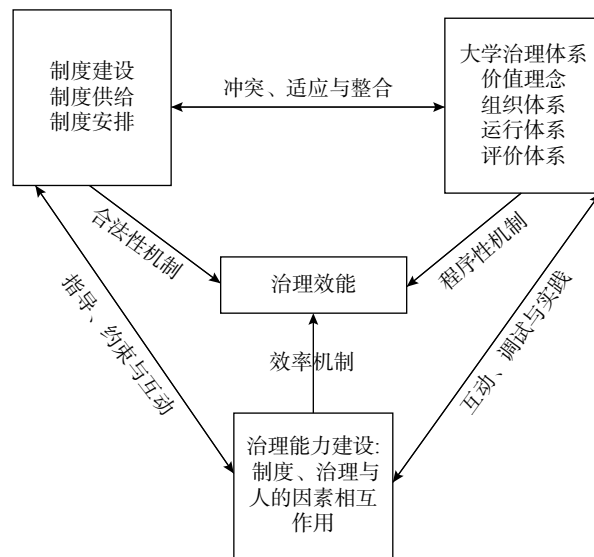 制度建设
制度供给
制度安排
冲突、适应与整合
大学治理体系
价值理念
组织体系
运行体系
评价体系
合法性机制
程序性机制
治理效能
指导、约束与互动
效率机制
互动、调试与实践
治理能力建设:
制度、治理与
人的因素相互
作用